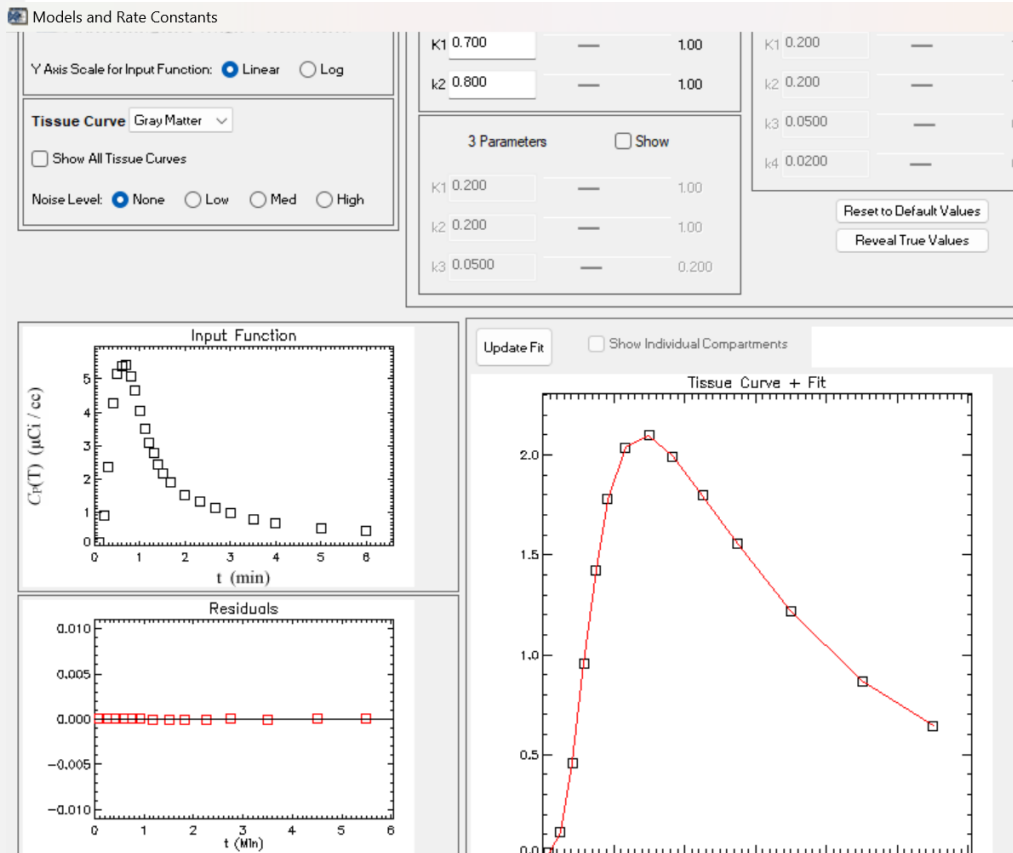 Models and Rate Constants
Y Axis Scale for Input Function: Linear Log
Tissue Curve Gray Matter
Show All Tissue Curves
Noise Level: None Low Med High
K1 0.700 1.00
k2 0.800 1.00
3 Parameters Show
K1 0.200 1.00
k2 0.200 1.00
k3 0.0500 0.200
K1 0.200
k2 0.200
k3 0.0500
k4 0.0200
Reset to Default Values
Reveal True Values
Input Function
5
4
3
2
1
0
0 1 2 3 4 5 6
CP(T) (μCi / cc)
t (min)
Residuals
0.010
0.005
0.000
−0.005
−0.010
0 1 2 3 4 5 6
t (Min)
Update Fit
Show Individual Compartments
Tissue Curve + Fit
2.0
1.5
1.0
0.5
0.0